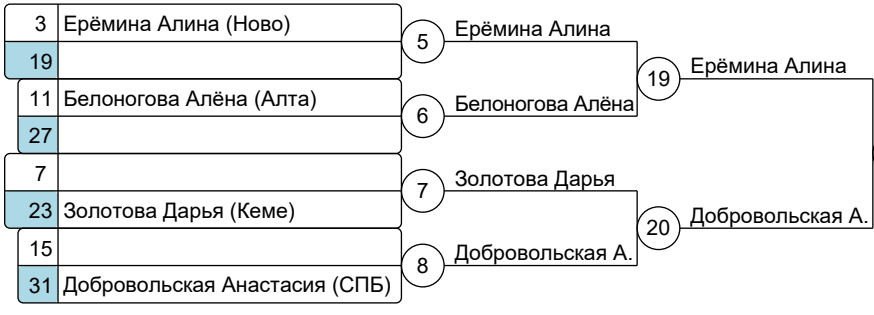 3 Ерёмина Алина (Ново)
19
5 Ерёмина Алина
11 Белоногова Алёна (Алта)
27
6 Белоногова Алёна
19 Ерёмина Алина
7
23 Золотова Дарья (Кеме)
7 Золотова Дарья
15
31 Добровольская Анастасия (СПБ)
8 Добровольская А.
20 Добровольская А.